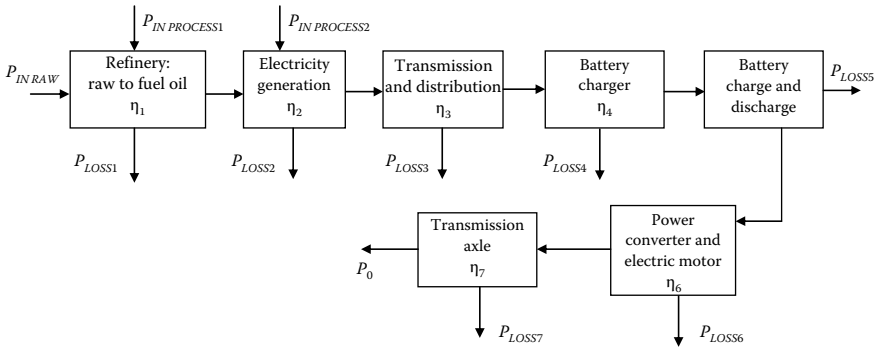 P_IN PROCESS1
P_IN PROCESS2
P_IN RAW
Refinery:
raw to fuel oil
η1
Electricity
generation
η2
Transmission
and distribution
η3
Battery
charger
η4
Battery
charge and
discharge
P_LOSS5
P_LOSS1
P_LOSS2
P_LOSS3
P_LOSS4
Transmission
axle
η7
Power
converter and
electric motor
η6
P_0
P_LOSS7
P_LOSS6